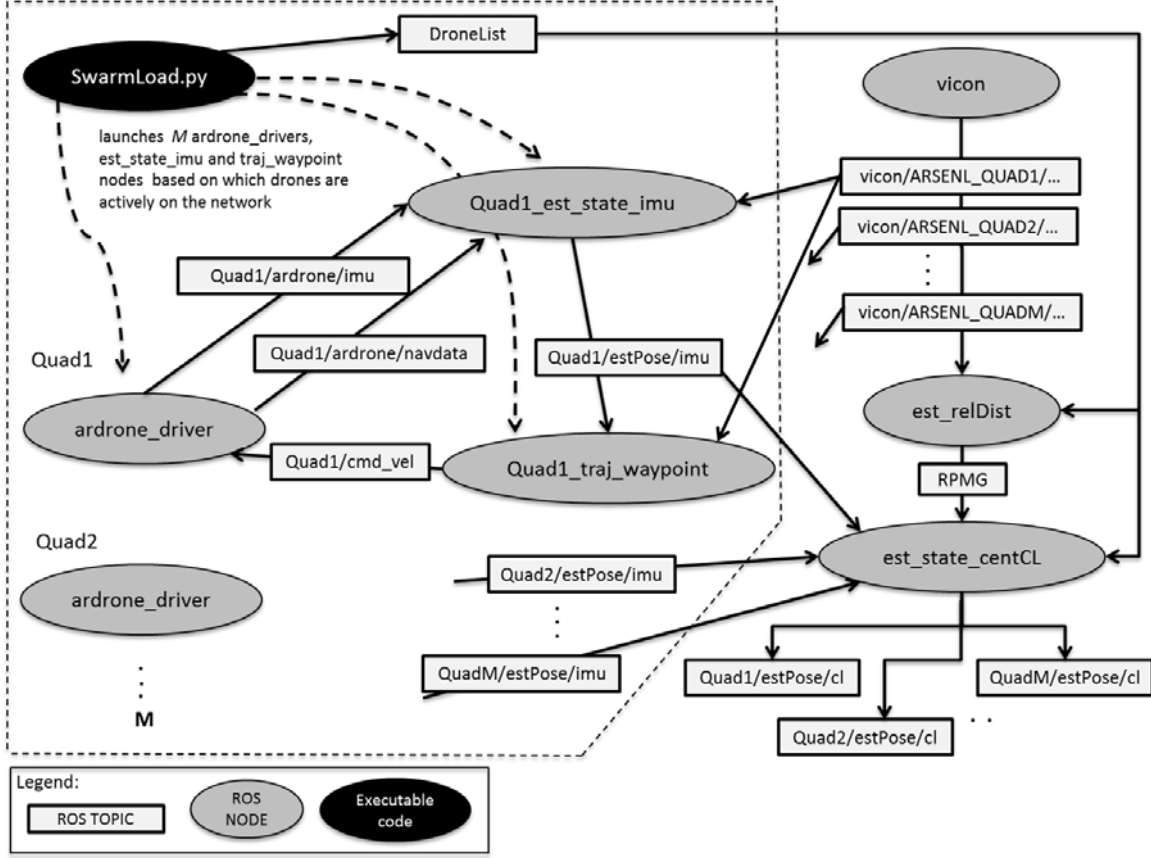 DroneList
SwarmLoad.py
vicon
launches M ardrone_drivers,
est_state_imu and traj_waypoint
nodes based on which drones are
actively on the network
vicon/ARSENL_QUAD1/...
Quad1_est_state_imu
vicon/ARSENL_QUAD2/...
Quad1/ardrone/imu
vicon/ARSENL_QUADM/...
Quad1
Quad1/ardrone/navdata
Quad1/estPose/imu
est_relDist
ardrone_driver
Quad1/cmd_vel
Quad1_traj_waypoint
RPMG
Quad2
est_state_centCL
Quad2/estPose/imu
ardrone_driver
QuadM/estPose/imu
Quad1/estPose/cl
QuadM/estPose/cl
M
Quad2/estPose/cl
Legend:
ROS TOPIC
ROS
NODE
Executable
code